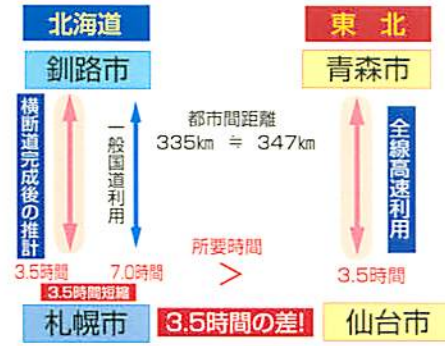 北海道
東北
釧路市
青森市
横断道完成後の推計
一般国道利用
都市間距離
335km ≒ 347km
全線高速利用
所要時間
3.5時間
7.0時間
>
3.5時間
3.5時間短縮
札幌市
3.5時間の差!
仙台市